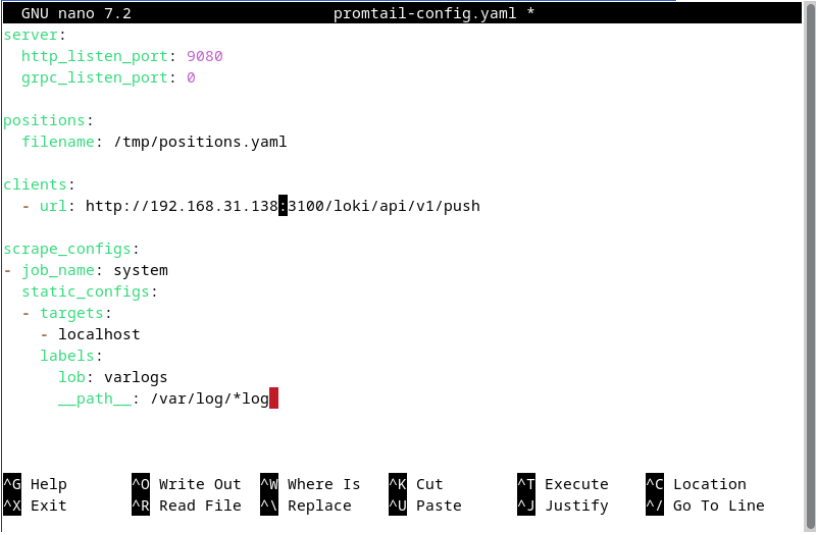 GNU nano 7.2 promtail-config.yaml *
server:
  http_listen_port: 9080
  grpc_listen_port: 0

positions:
  filename: /tmp/positions.yaml

clients:
  - url: http://192.168.31.138:3100/loki/api/v1/push

scrape_configs:
- job_name: system
  static_configs:
  - targets:
    - localhost
    labels:
      lob: varlogs
      __path__: /var/log/*log

^G Help ^O Write Out ^W Where Is ^K Cut ^T Execute ^C Location
^X Exit ^R Read File ^\ Replace ^U Paste ^J Justify ^/ Go To Line